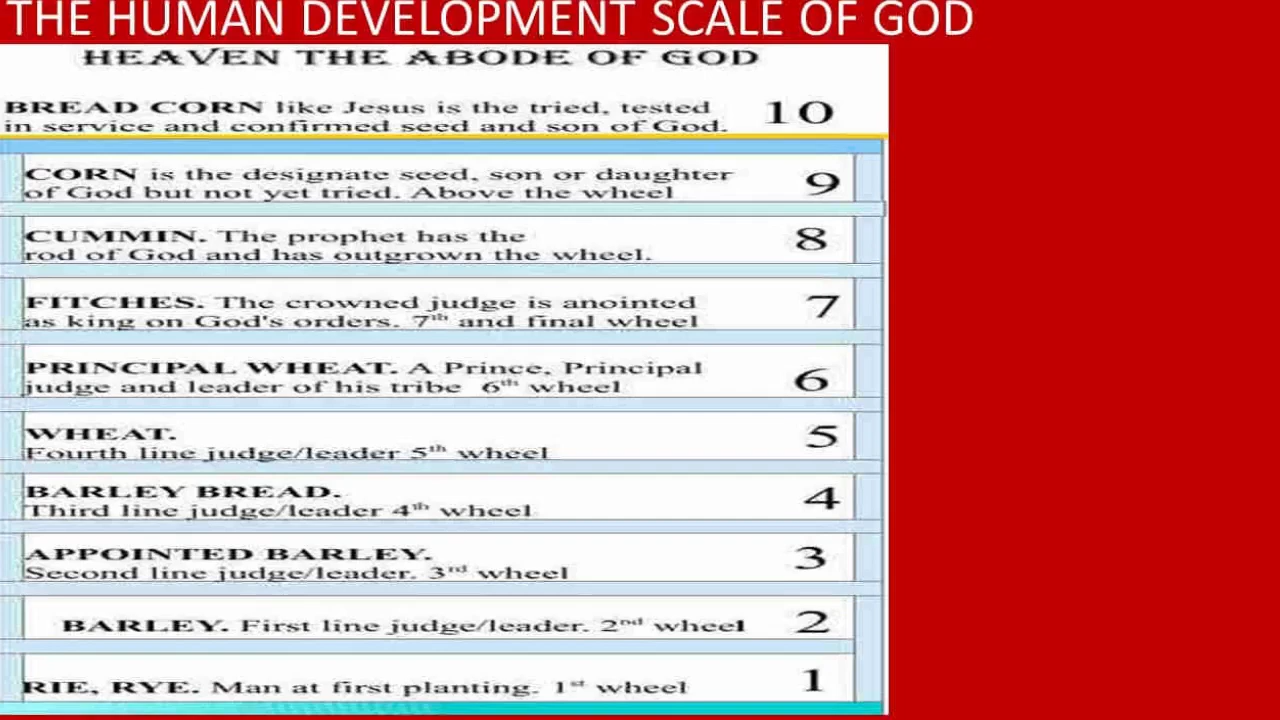 THE HUMAN DEVELOPMENT SCALE OF GOD
HEAVEN THE ABODE OF GOD
BREAD CORN like Jesus is the tried, tested
in service and confirmed seed and son of God.
10
CORN is the designate seed, son or daughter
of God but not yet tried. Above the wheel
9
CUMMIN. The prophet has the
rod of God and has outgrown the wheel.
8
FITCHES. The crowned judge is anointed
as king on God's orders. 7th and final wheel
7
PRINCIPAL WHEAT. A Prince, Principal
judge and leader of his tribe 6th wheel
6
WHEAT.
Fourth line judge/leader 5th wheel
5
BARLEY BREAD.
Third line judge/leader 4th wheel
4
APPOINTED BARLEY.
Second line judge/leader. 3rd wheel
3
BARLEY. First line judge/leader. 2nd wheel
2
RIE, RYE. Man at first planting. 1st wheel
1